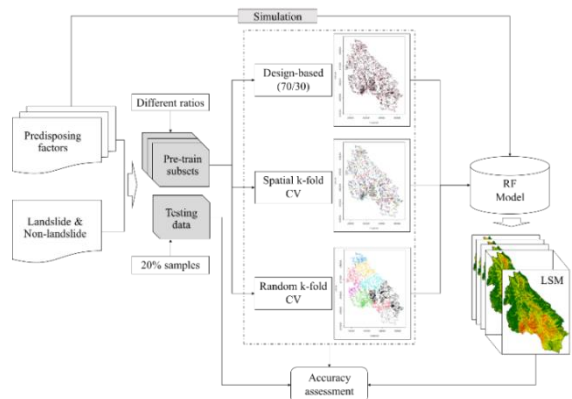 Simulation
Different ratios
Predisposing
factors
Pre-train
subsets
Landslide &
Non-landslide
Testing
data
20% samples
Design-based
(70/30)
Spatial k-fold
CV
Random k-fold
CV
RF
Model
LSM
Accuracy
assessment